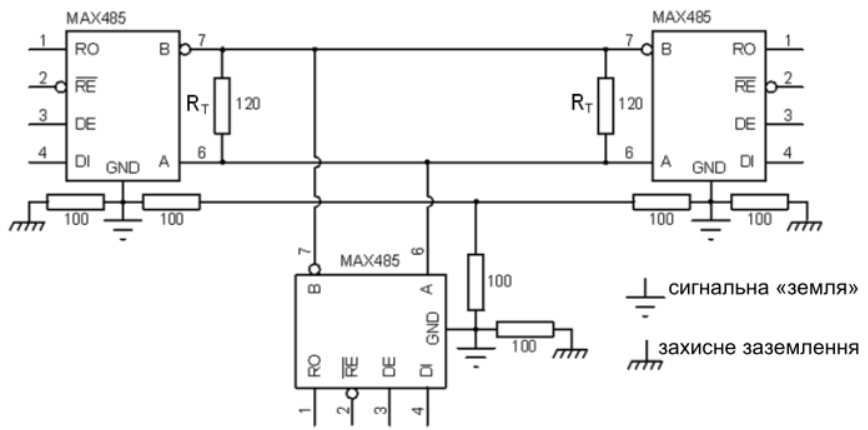 MAX485
MAX485
1 RO B 7
2 RE
3 DE
4 DI GND A 6
R_T 120
R_T 120
7 B RO 1
RE 2
DE 3
6 A GND DI 4
100
100
100
100
7
6
MAX485
B A
100
GND
100
RO RE DE DI
1 2 3 4
сигнальна «земля»
захисне заземлення